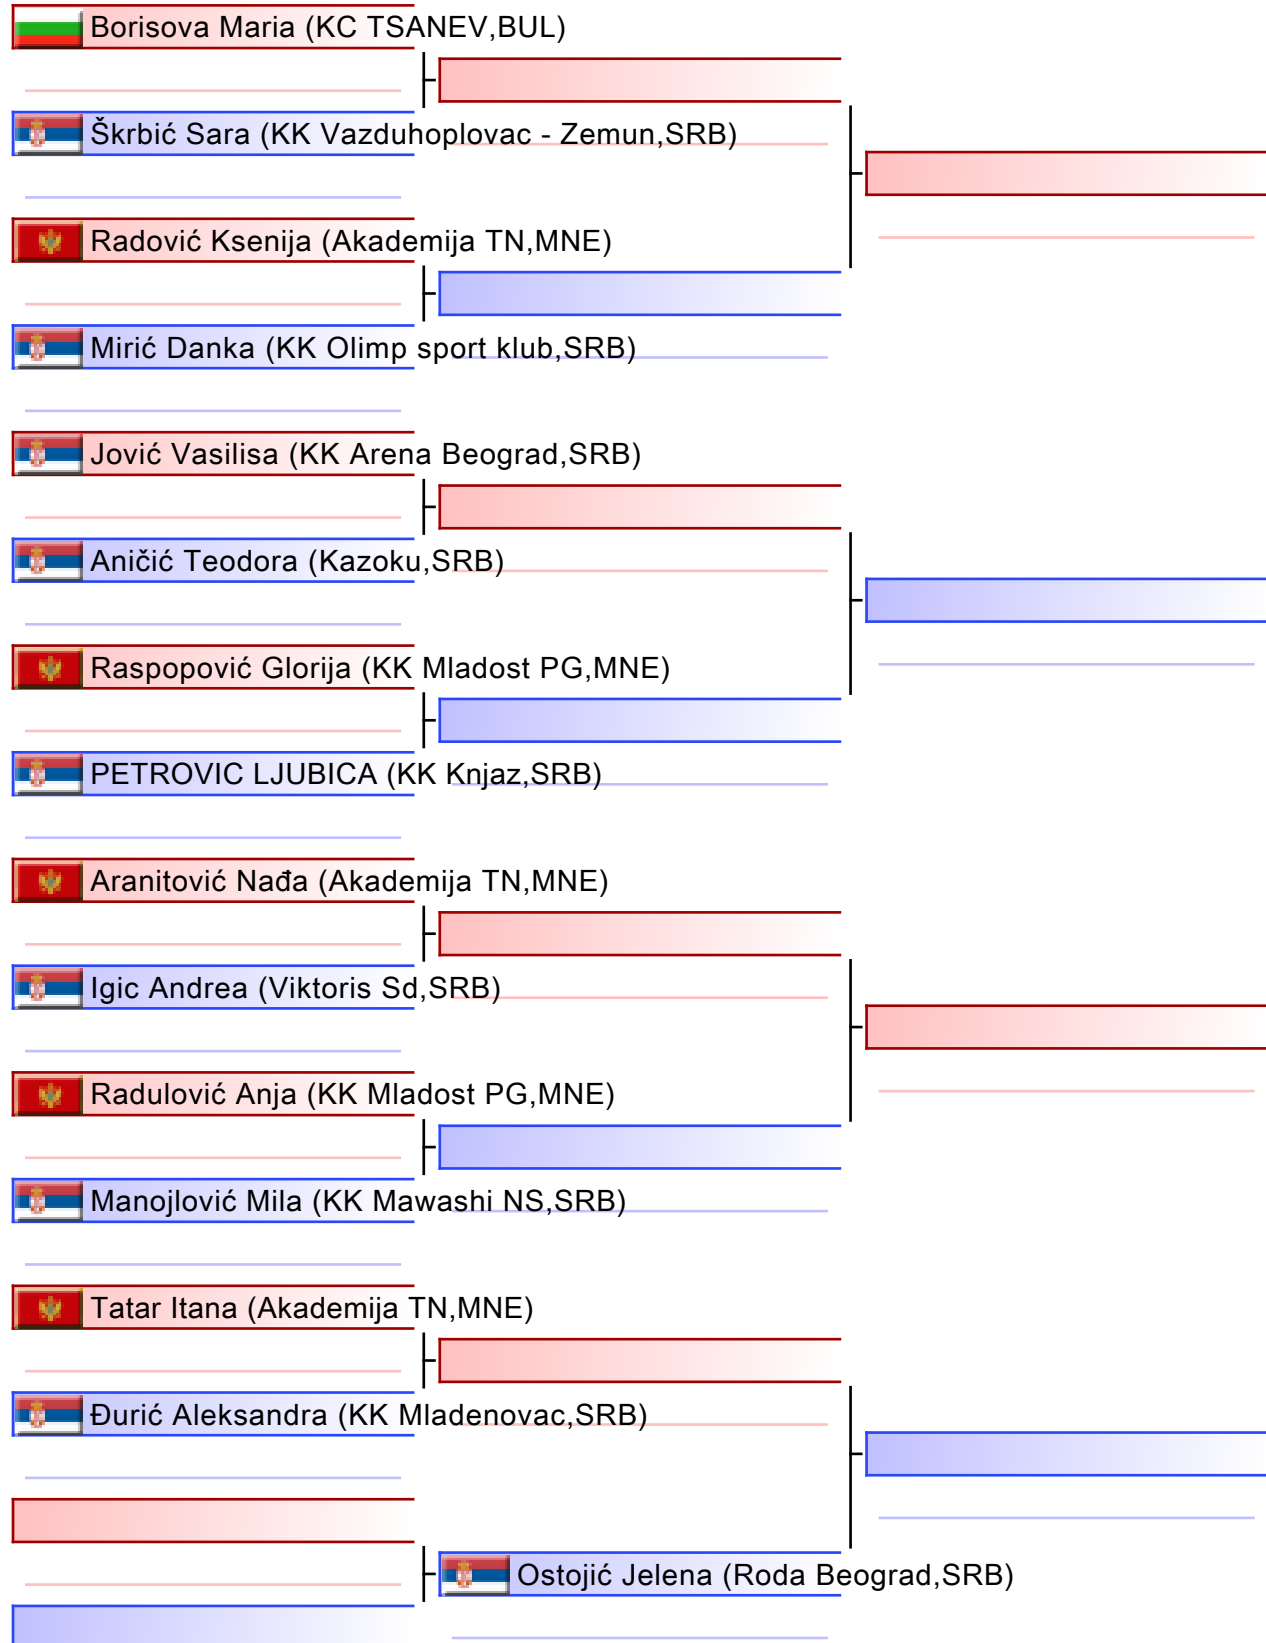 Borisova Maria (KC TSANEV,BUL)
Škrbić Sara (KK Vazduhoplovac - Zemun,SRB)
Radović Ksenija (Akademija TN,MNE)
Mirić Danka (KK Olimp sport klub,SRB)
Jović Vasilisa (KK Arena Beograd,SRB)
Aničić Teodora (Kazoku,SRB)
Raspopović Glorija (KK Mladost PG,MNE)
PETROVIC LJUBICA (KK Knjaz,SRB)
Aranitović Nađa (Akademija TN,MNE)
Igic Andrea (Viktoris Sd,SRB)
Radulović Anja (KK Mladost PG,MNE)
Manojlović Mila (KK Mawashi NS,SRB)
Tatar Itana (Akademija TN,MNE)
Đurić Aleksandra (KK Mladenovac,SRB)
Ostojić Jelena (Roda Beograd,SRB)